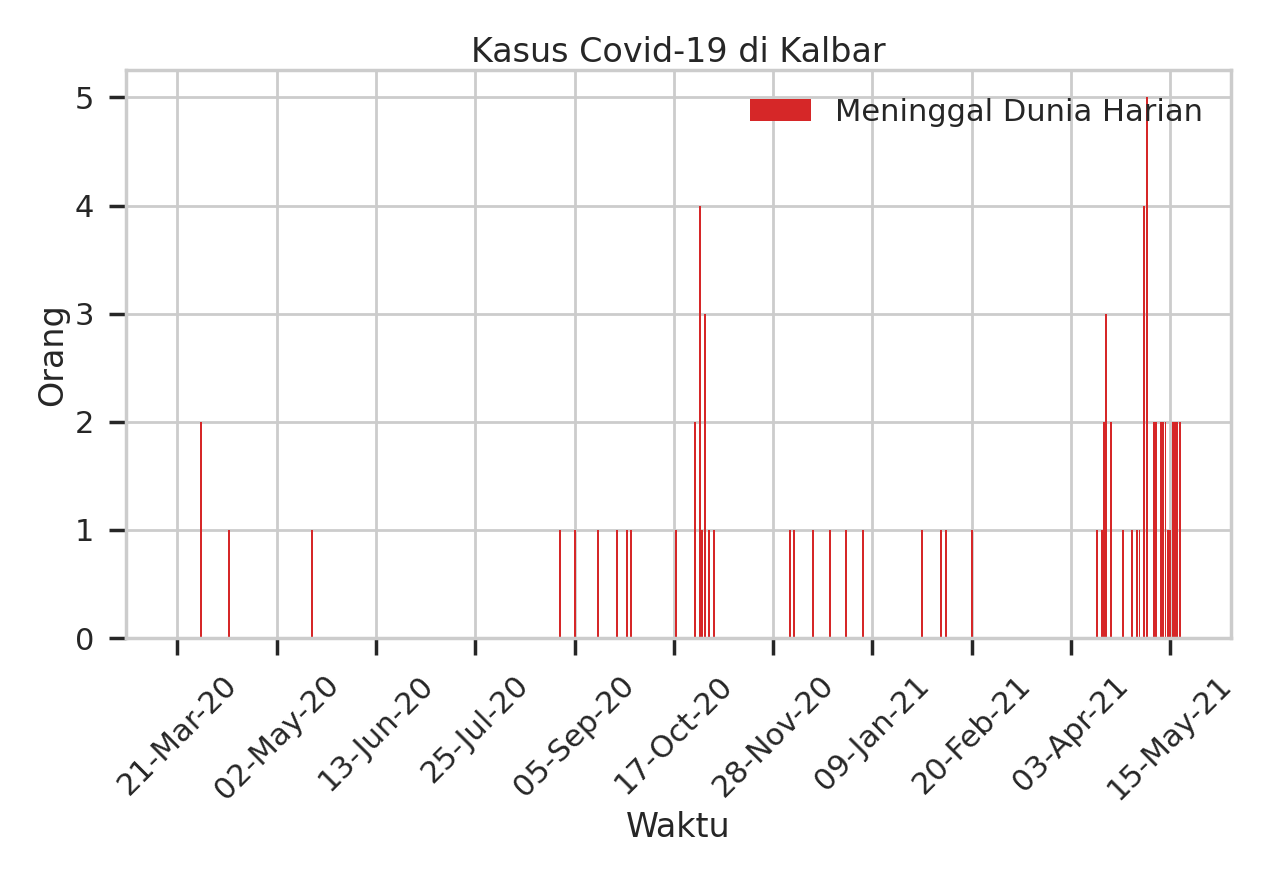 Kasus Covid-19 di Kalbar
Meninggal Dunia Harian
Orang
5
4
3
2
1
0
21-Mar-20
02-May-20
13-Jun-20
25-Jul-20
05-Sep-20
17-Oct-20
28-Nov-20
09-Jan-21
20-Feb-21
03-Apr-21
15-May-21
Waktu